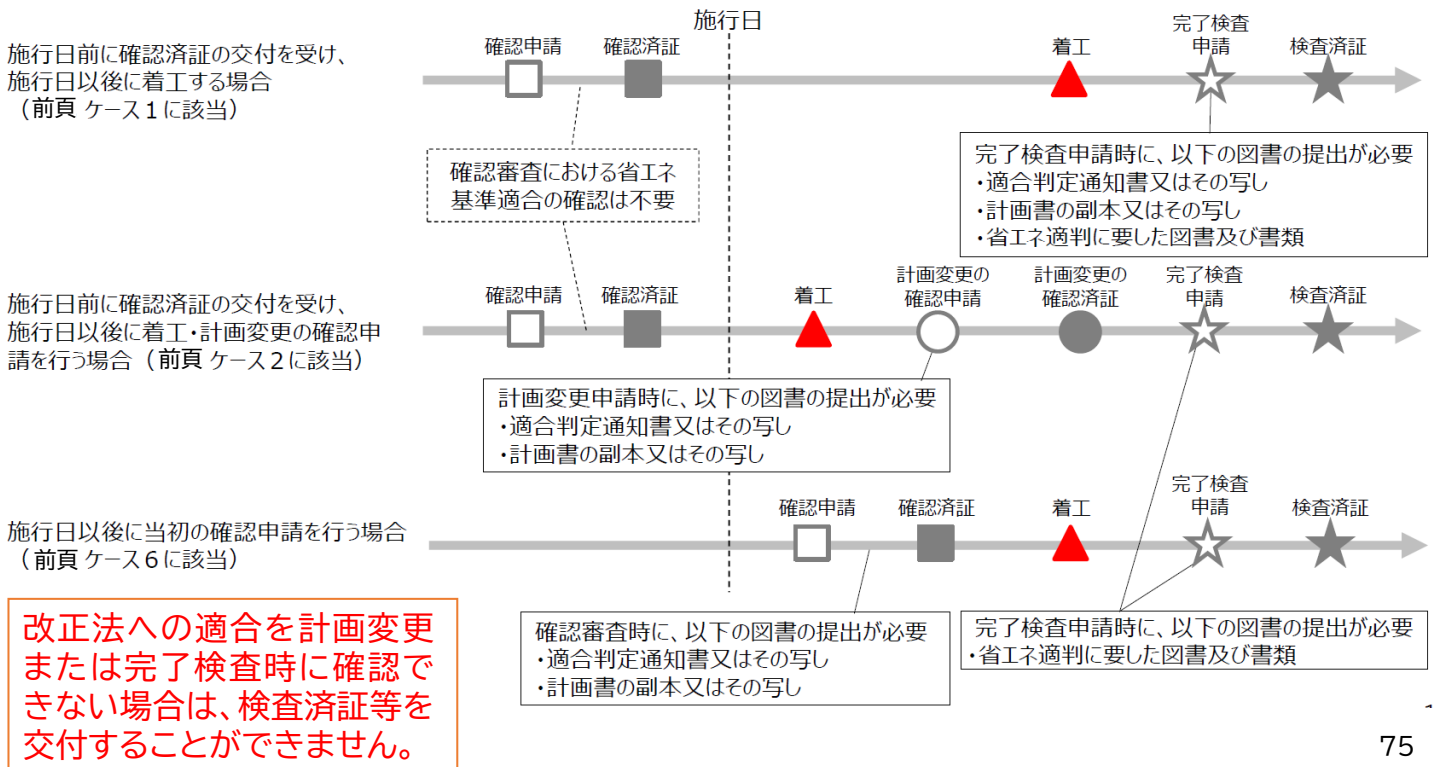 施行日
施行日前に確認済証の交付を受け、
施行日以後に着工する場合
（前頁 ケース１に該当）
確認申請
確認済証
着工
完了検査
申請
検査済証
確認審査における省エネ
基準適合の確認は不要
完了検査申請時に、以下の図書の提出が必要
・適合判定通知書又はその写し
・計画書の副本又はその写し
・省エネ適判に要した図書及び書類
施行日前に確認済証の交付を受け、
施行日以後に着工・計画変更の確認申
請を行う場合（前頁 ケース２に該当）
確認申請
確認済証
着工
計画変更の
確認申請
計画変更の
確認済証
完了検査
申請
検査済証
計画変更申請時に、以下の図書の提出が必要
・適合判定通知書又はその写し
・計画書の副本又はその写し
施行日以後に当初の確認申請を行う場合
（前頁 ケース６に該当）
確認申請
確認済証
着工
完了検査
申請
検査済証
確認審査時に、以下の図書の提出が必要
・適合判定通知書又はその写し
・計画書の副本又はその写し
完了検査申請時に、以下の図書の提出が必要
・省エネ適判に要した図書及び書類
改正法への適合を計画変更
または完了検査時に確認で
きない場合は、検査済証等を
交付することができません。
75